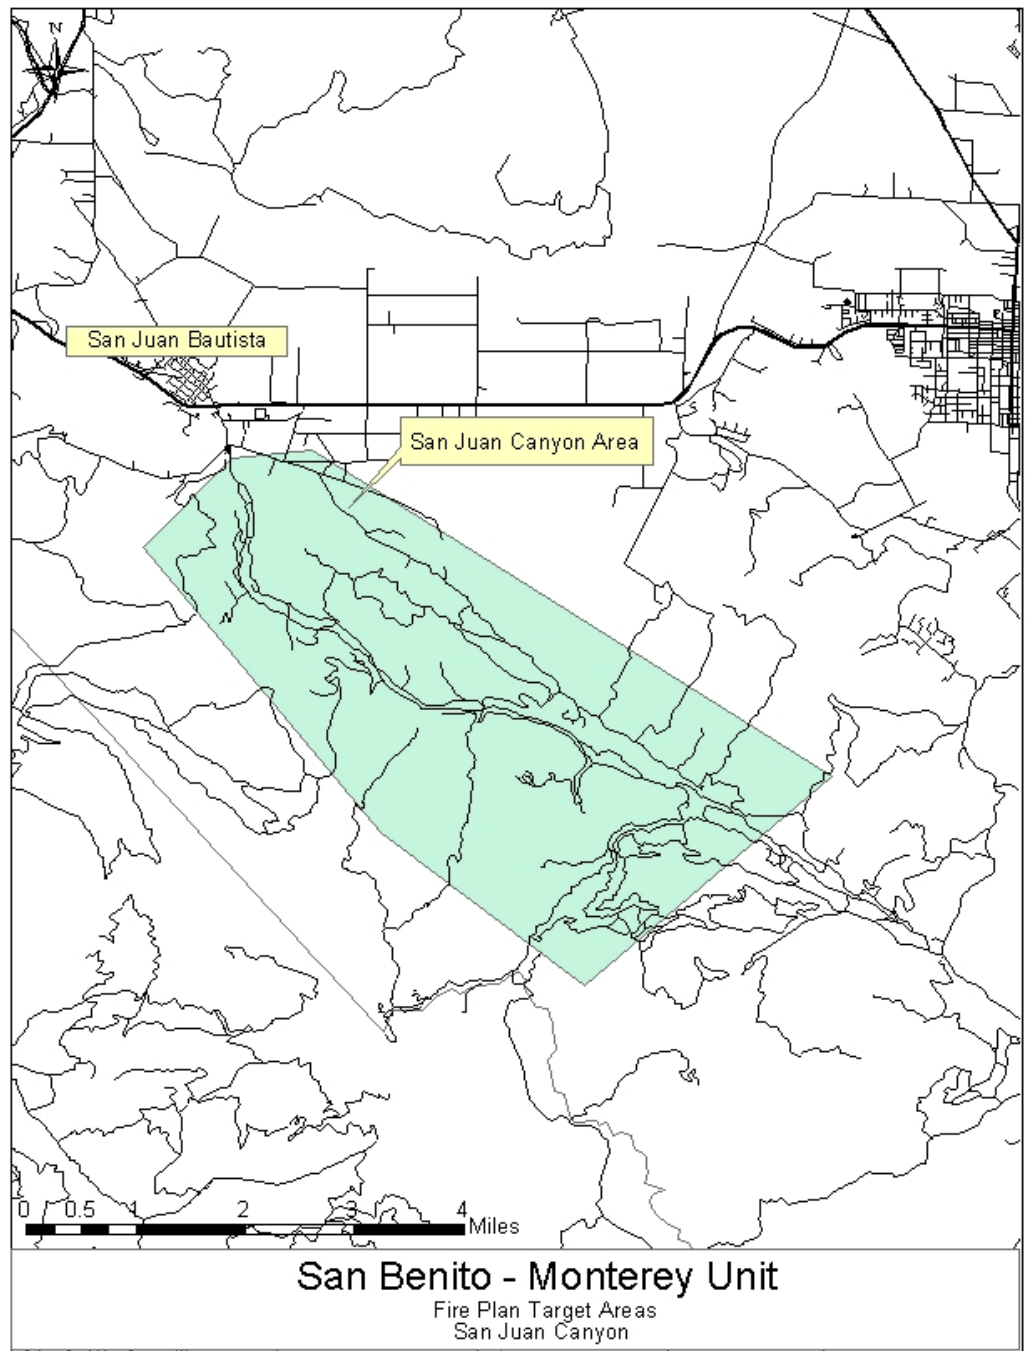 N
San Juan Bautista
San Juan Canyon Area
0 0.5 1 2 3 4
Miles
San Benito - Monterey Unit
Fire Plan Target Areas
San Juan Canyon